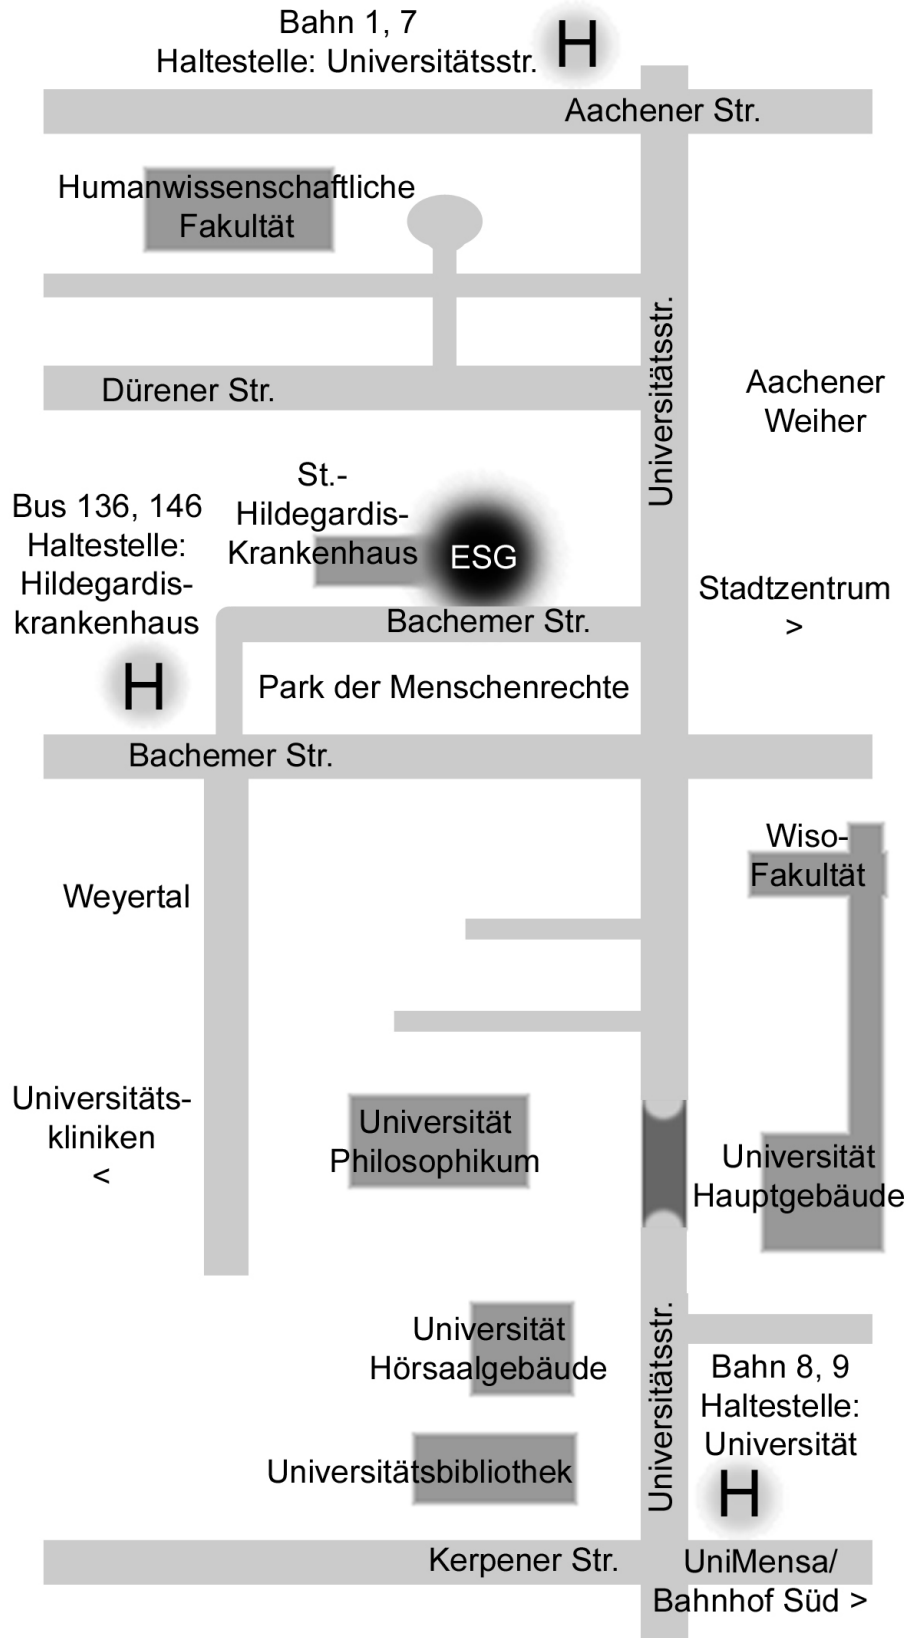 Bahn 1, 7
Haltestelle: Universitätsstr.
H
Aachener Str.
Humanwissenschaftliche
Fakultät
Universitätsstr.
Dürener Str.
Aachener
Weiher
St.-
Hildegardis-
Krankenhaus
ESG
Bus 136, 146
Haltestelle:
Hildegardis-
krankenhaus
H
Stadtzentrum
>
Bachemer Str.
Park der Menschenrechte
Bachemer Str.
Wiso-
Fakultät
Weyertal
Universitäts-
kliniken
<
Universität
Philosophikum
Universität
Hauptgebäude
Universität
Hörsaalgebäude
Universitätsstr.
Bahn 8, 9
Haltestelle:
Universität
H
Universitätsbibliothek
Kerpener Str.
UniMensa/
Bahnhof Süd >